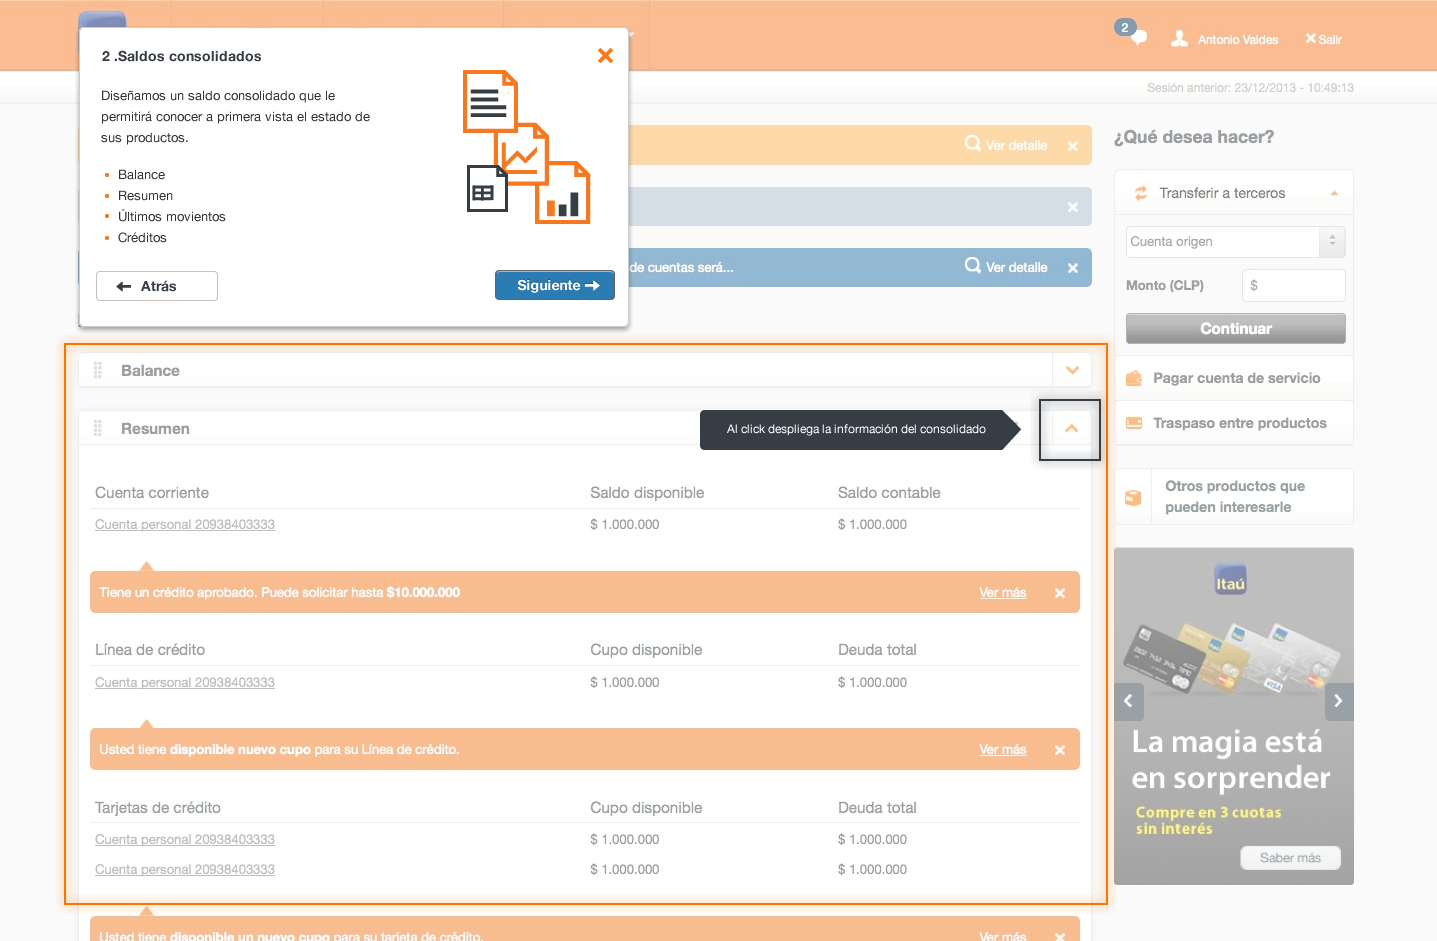 2
Antonio Valdes
Salir
Sesión anterior: 23/12/2013 - 10:49:13
2 .Saldos consolidados
Diseñamos un saldo consolidado que le
permitirá conocer a primera vista el estado de
sus productos.
Balance
Resumen
Últimos movientos
Créditos
Atrás
Siguiente
Ver detalle
de cuentas será...
Ver detalle
¿Qué desea hacer?
Transferir a terceros
Cuenta origen
Monto (CLP)
$
Continuar
Pagar cuenta de servicio
Traspaso entre productos
Otros productos que
pueden interesarle
Balance
Resumen
Al click despliega la información del consolidado
Cuenta corriente Saldo disponible Saldo contable
Cuenta personal 20938403333 $ 1.000.000 $ 1.000.000
Tiene un crédito aprobado. Puede solicitar hasta $10.000.000 Ver más
Línea de crédito Cupo disponible Deuda total
Cuenta personal 20938403333 $ 1.000.000 $ 1.000.000
Usted tiene disponible nuevo cupo para su Línea de crédito. Ver más
Tarjetas de crédito Cupo disponible Deuda total
Cuenta personal 20938403333 $ 1.000.000 $ 1.000.000
Cuenta personal 20938403333 $ 1.000.000 $ 1.000.000
Usted tiene disponible un nuevo cupo para su tarjeta de crédito. Ver más
Itaú
VISA
La magia está
en sorprender
Compre en 3 cuotas
sin interés
Saber más